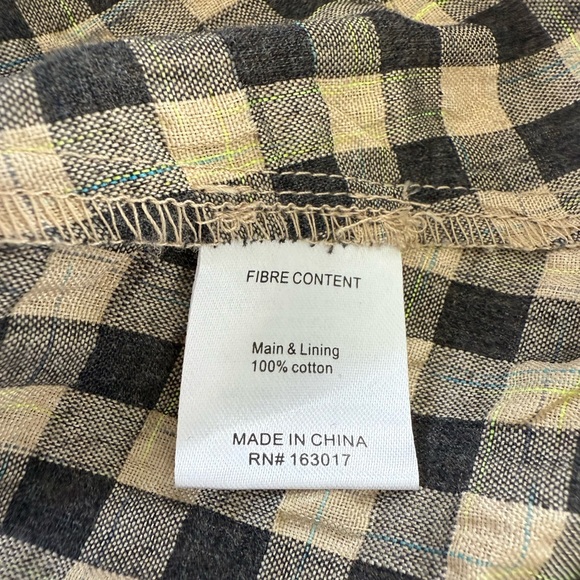 FIBRE CONTENT
Main & Lining
100% cotton
MADE IN CHINA
RN# 163017